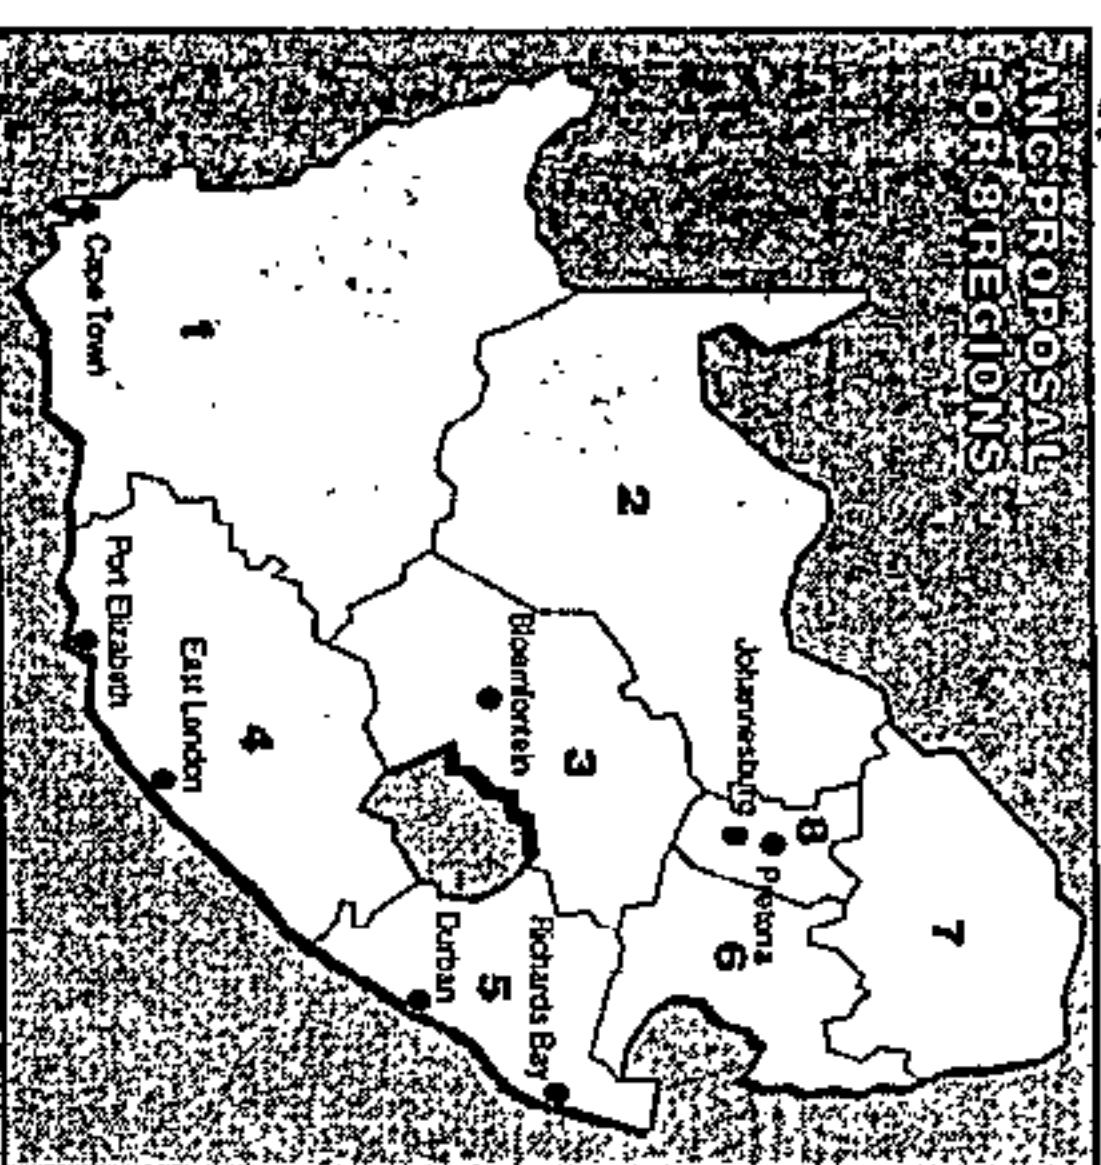 ANC PROPOSAL
FOR 8 REGIONS
7
8
Pretoria
Johannesburg
6
2
3
Richards Bay
Bloemfontein
5
Durban
4
1
East London
Port Elizabeth
Cape Town